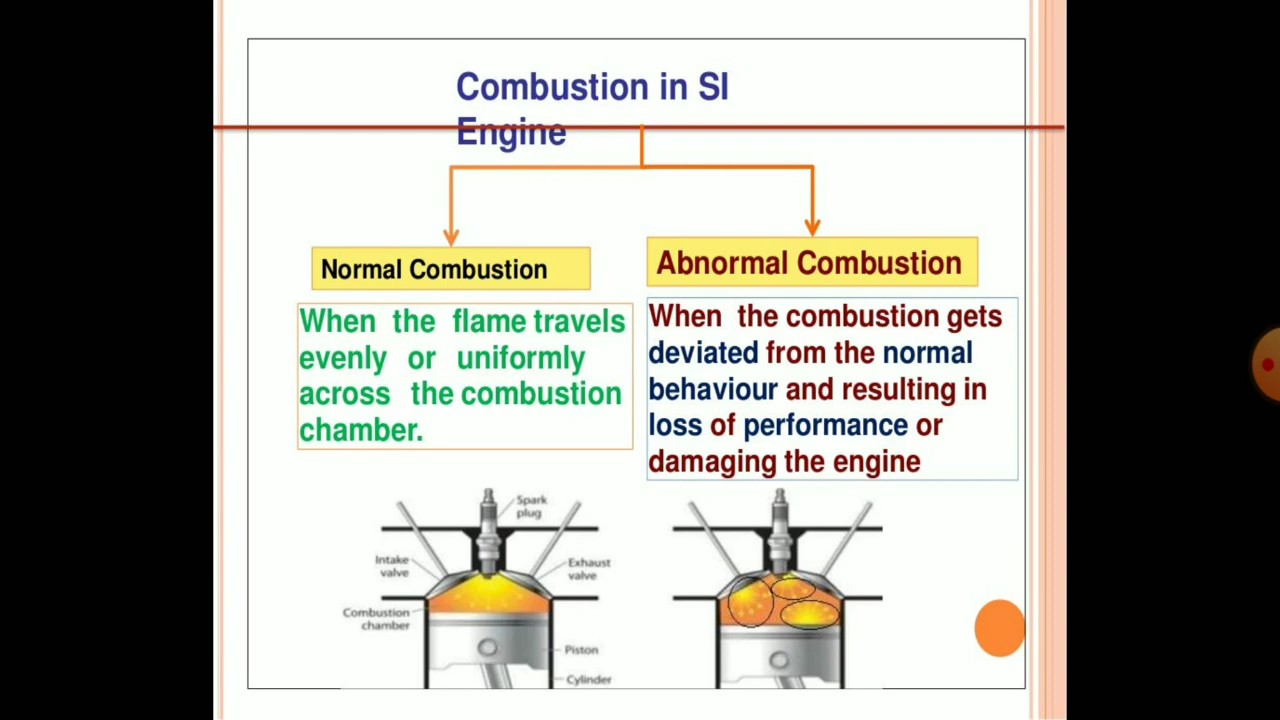 Combustion in SI
Engine
Normal Combustion
When the flame travels
evenly or uniformly
across the combustion
chamber.
Abnormal Combustion
When the combustion gets
deviated from the normal
behaviour and resulting in
loss of performance or
damaging the engine
Spark
plug
Intake
valve
Exhaust
valve
Combustion
chamber
Piston
Cylinder